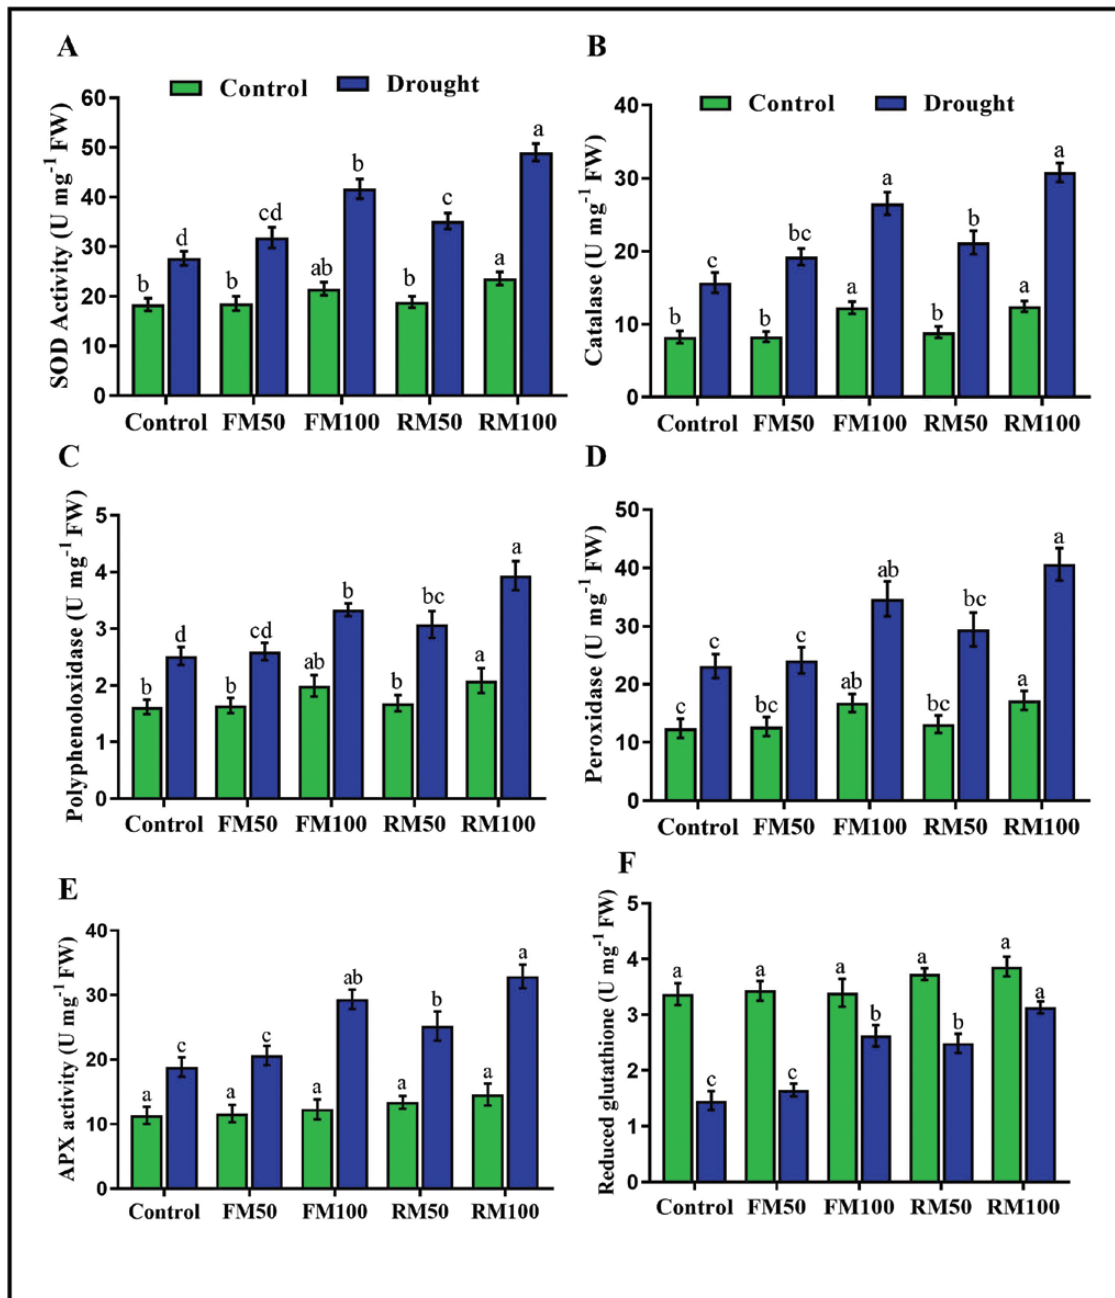 A
Control Drought
SOD Activity (U mg⁻¹ FW)
60
50
40
30
20
10
0
b d b cd ab b b c a a
Control FM50 FM100 RM50 RM100
B
Control Drought
Catalase (U mg⁻¹ FW)
40
30
20
10
0
b c b bc a a b b a a
Control FM50 FM100 RM50 RM100
C
Polyphenoloxidase (U mg⁻¹ FW)
5
4
3
2
1
0
b d b cd ab b b bc a a
Control FM50 FM100 RM50 RM100
D
Peroxidase (U mg⁻¹ FW)
50
40
30
20
10
0
c c bc c ab ab bc bc a a
Control FM50 FM100 RM50 RM100
E
APX activity (U mg⁻¹ FW)
40
30
20
10
0
a c a c a ab a b a a
Control FM50 FM100 RM50 RM100
F
Reduced glutathione (U mg⁻¹ FW)
5
4
3
2
1
0
a c a c a b a b a a
Control FM50 FM100 RM50 RM100